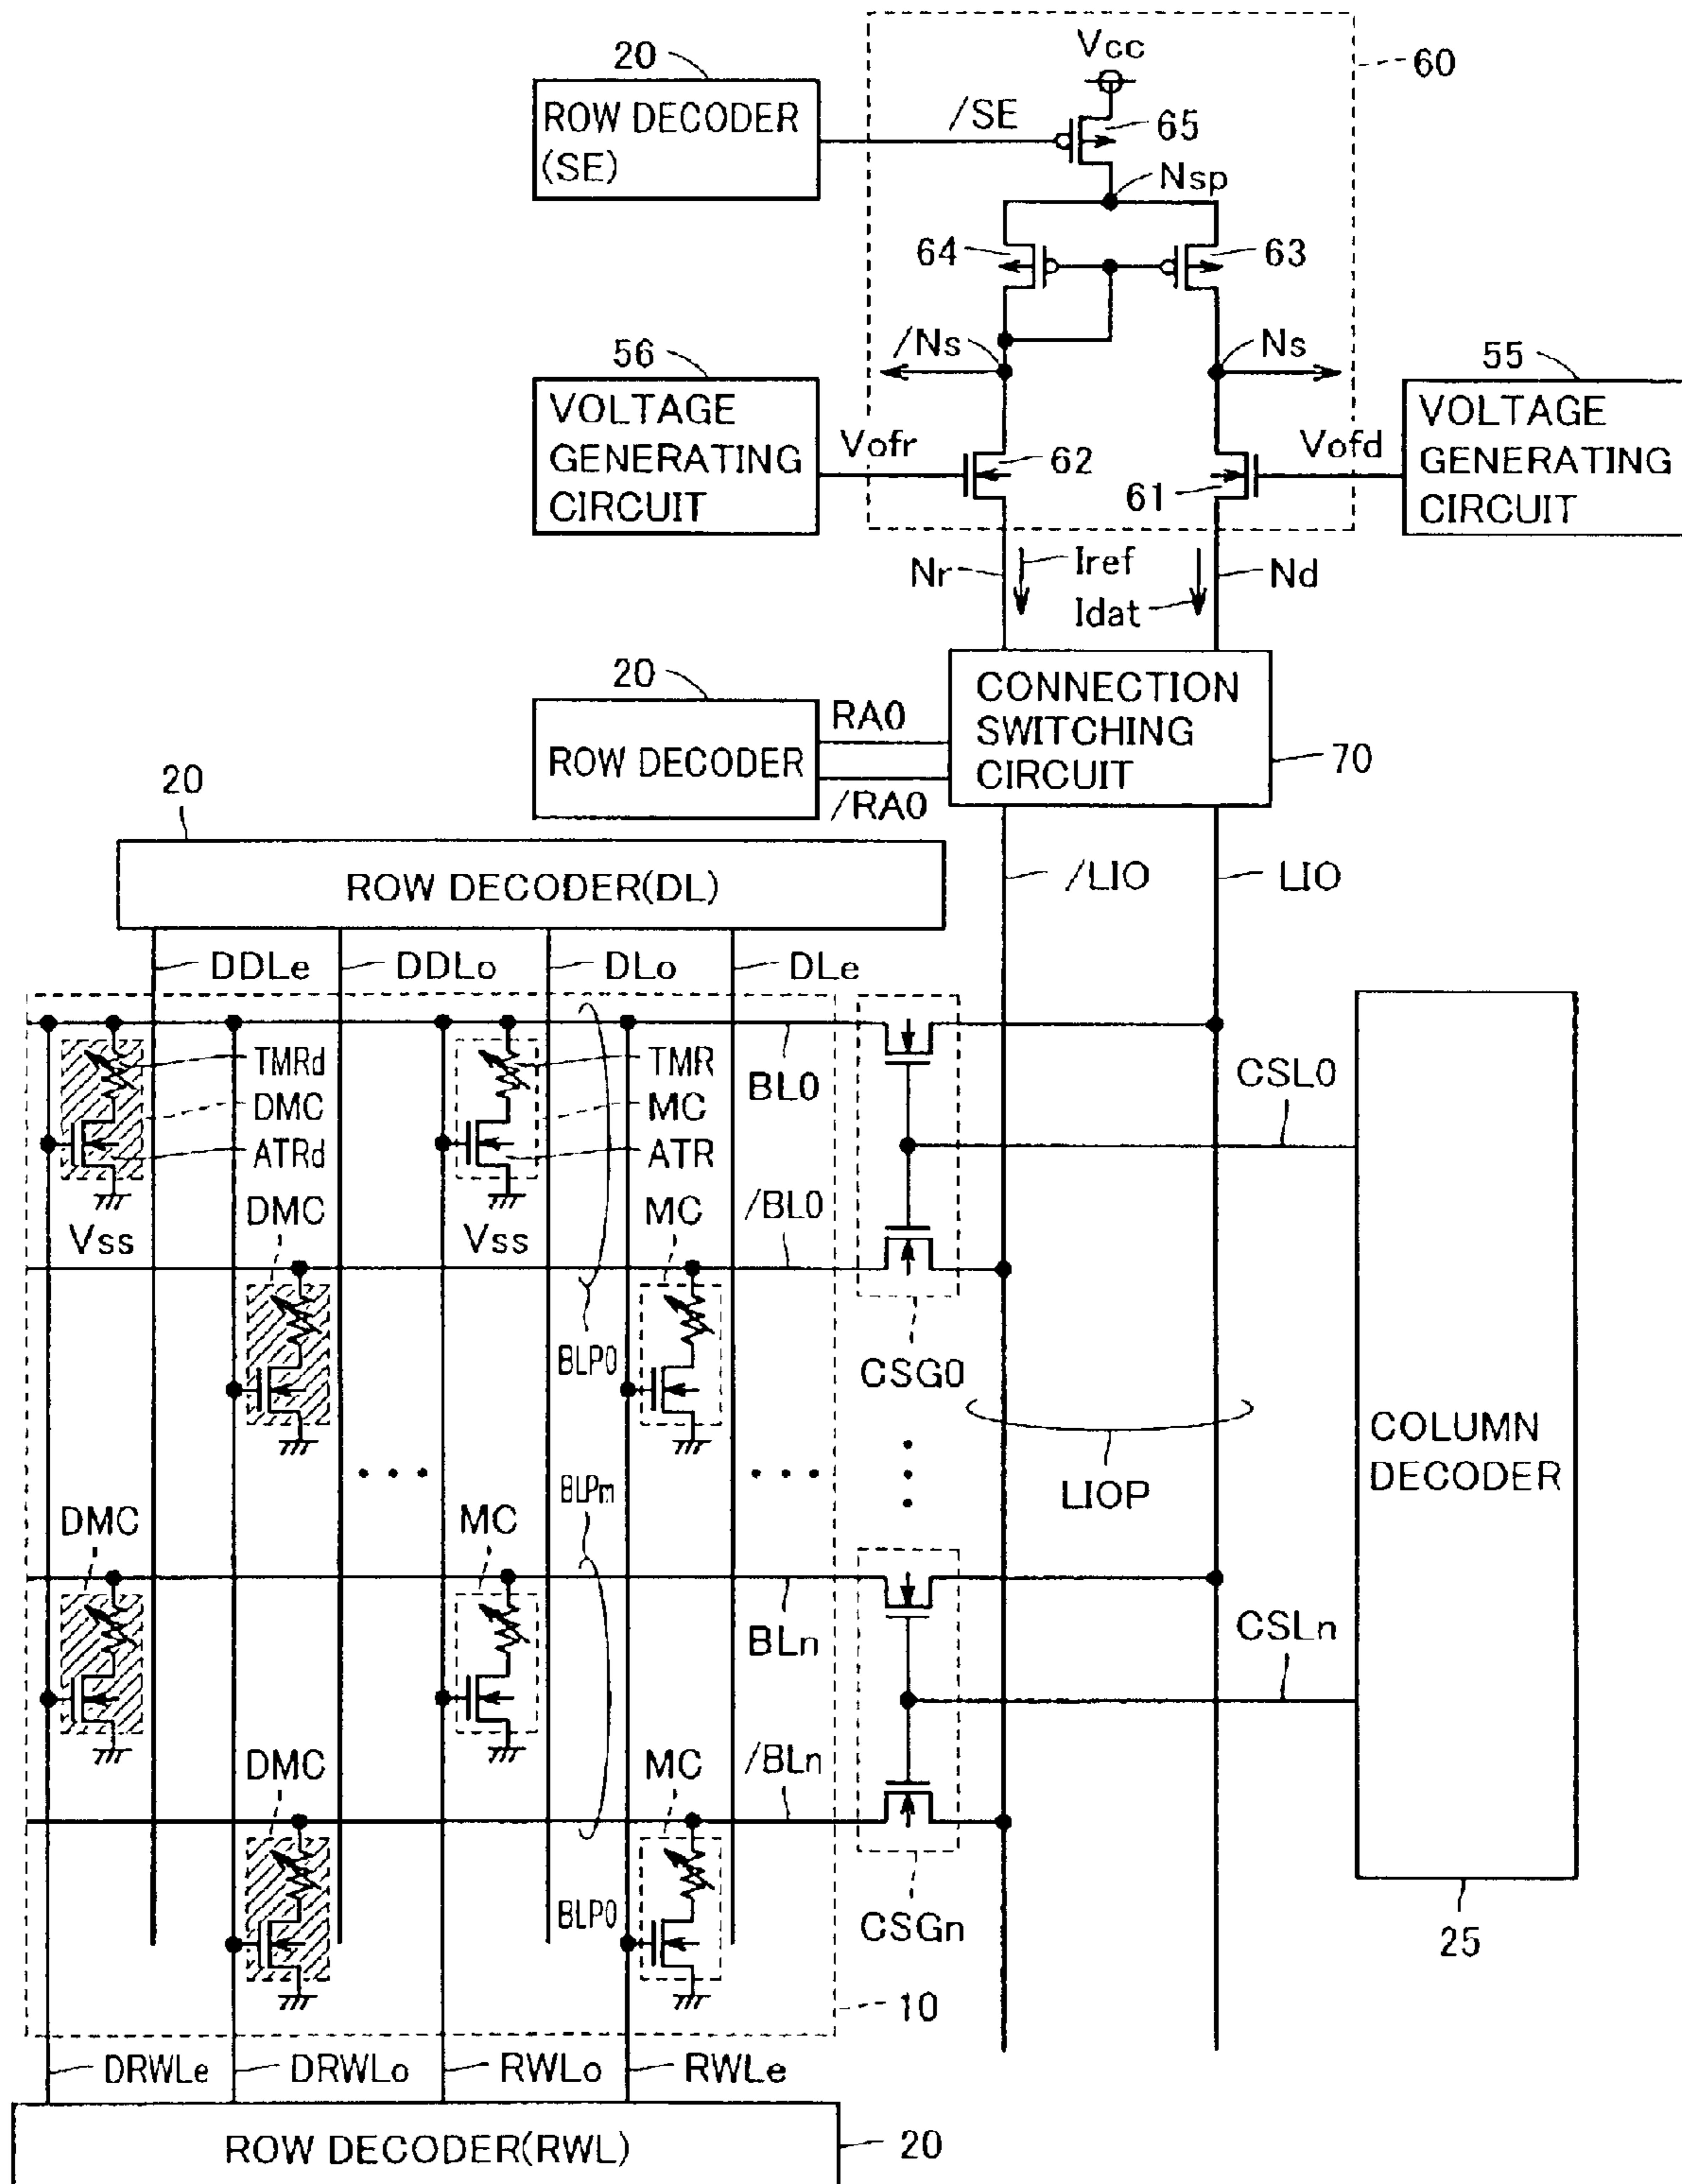 Vcc
60
20
ROW DECODER
(SE)
/SE
65
Nsp
64
63
/Ns
Ns
56
VOLTAGE
GENERATING
CIRCUIT
Vofr
62
61
Vofd
55
VOLTAGE
GENERATING
CIRCUIT
Nr
Iref
Idat
Nd
20
ROW DECODER
RA0
/RA0
CONNECTION
SWITCHING
CIRCUIT
70
20
ROW DECODER(DL)
/LIO
LIO
DDLe
DDLo
DLo
DLe
TMRd
DMC
ATRd
TMR
MC
ATR
BL0
CSL0
Vss
DMC
Vss
MC
/BL0
BLP0
CSG0
COLUMN
DECODER
LIOP
DMC
MC
BLPm
BLn
CSLn
DMC
MC
/BLn
BLP0
CSGn
25
10
DRWLe
DRWLo
RWLo
RWLe
ROW DECODER(RWL)
20